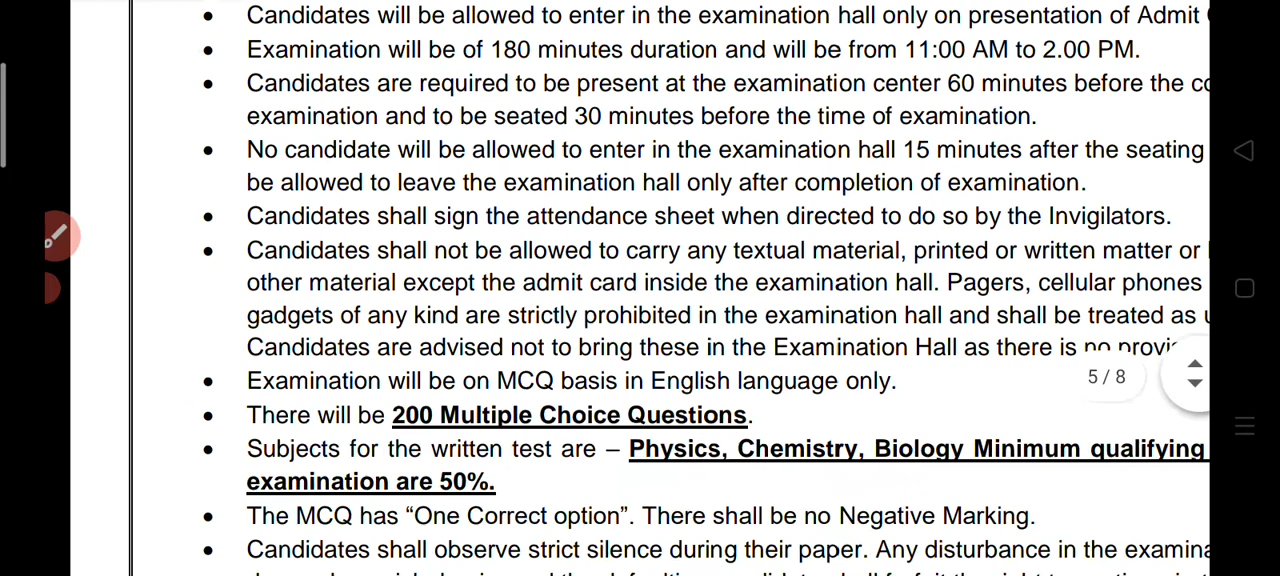 • Candidates will be allowed to enter in the examination hall only on presentation of Admit
• Examination will be of 180 minutes duration and will be from 11:00 AM to 2.00 PM.
• Candidates are required to be present at the examination center 60 minutes before the
examination and to be seated 30 minutes before the time of examination.
• No candidate will be allowed to enter in the examination hall 15 minutes after the seating
be allowed to leave the examination hall only after completion of examination.
• Candidates shall sign the attendance sheet when directed to do so by the Invigilators.
• Candidates shall not be allowed to carry any textual material, printed or written matter or
other material except the admit card inside the examination hall. Pagers, cellular phones
gadgets of any kind are strictly prohibited in the examination hall and shall be treated as
Candidates are advised not to bring these in the Examination Hall as there is no
• Examination will be on MCQ basis in English language only.
5 / 8
• There will be 200 Multiple Choice Questions.
• Subjects for the written test are – Physics, Chemistry, Biology Minimum qualifying
examination are 50%.
• The MCQ has “One Correct option”. There shall be no Negative Marking.
• Candidates shall observe strict silence during their paper. Any disturbance in the